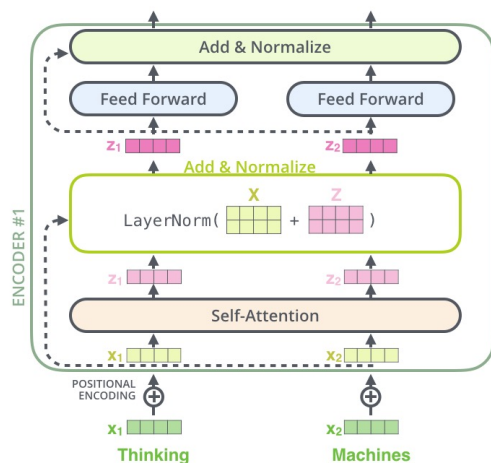 Add & Normalize
Feed Forward Feed Forward
z1 z2
Add & Normalize
X Z
LayerNorm( + )
z1 z2
Self-Attention
x1 x2
POSITIONAL
ENCODING
x1 x2
Thinking Machines
ENCODER #1